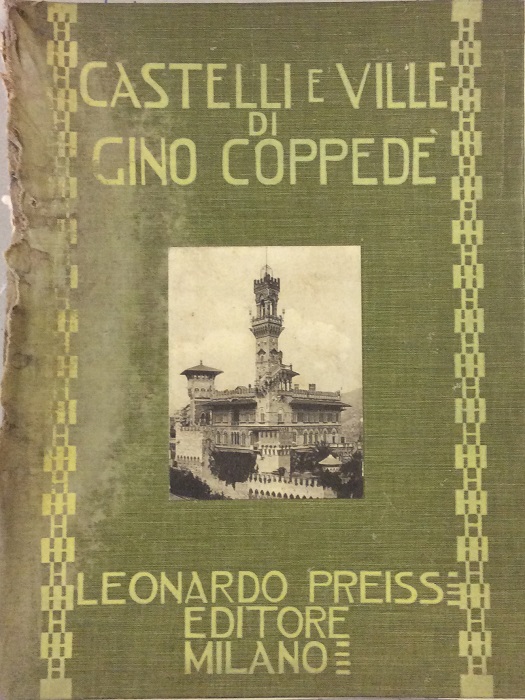 CASTELLI E VILLE
DI
GINO COPPEDÈ
LEONARDO PREISS
EDITORE
MILANO